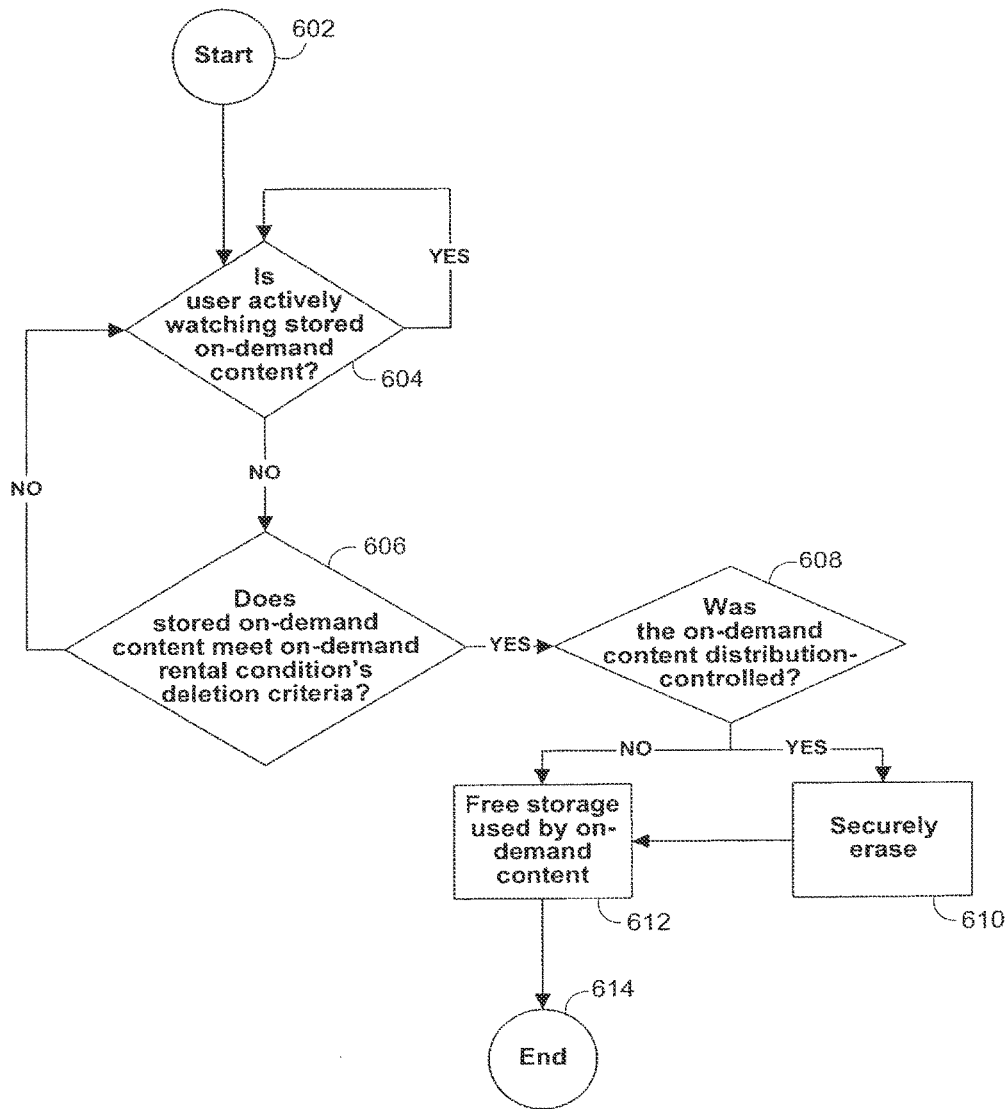 602
Start
YES
Is
user actively
watching stored
on-demand
content?
604
NO
NO
606
Does
stored on-demand
content meet on-demand
rental condition's
deletion criteria?
YES
608
Was
the on-demand
content distribution-
controlled?
NO
YES
Free storage
used by on-
demand
content
612
Securely
erase
610
614
End